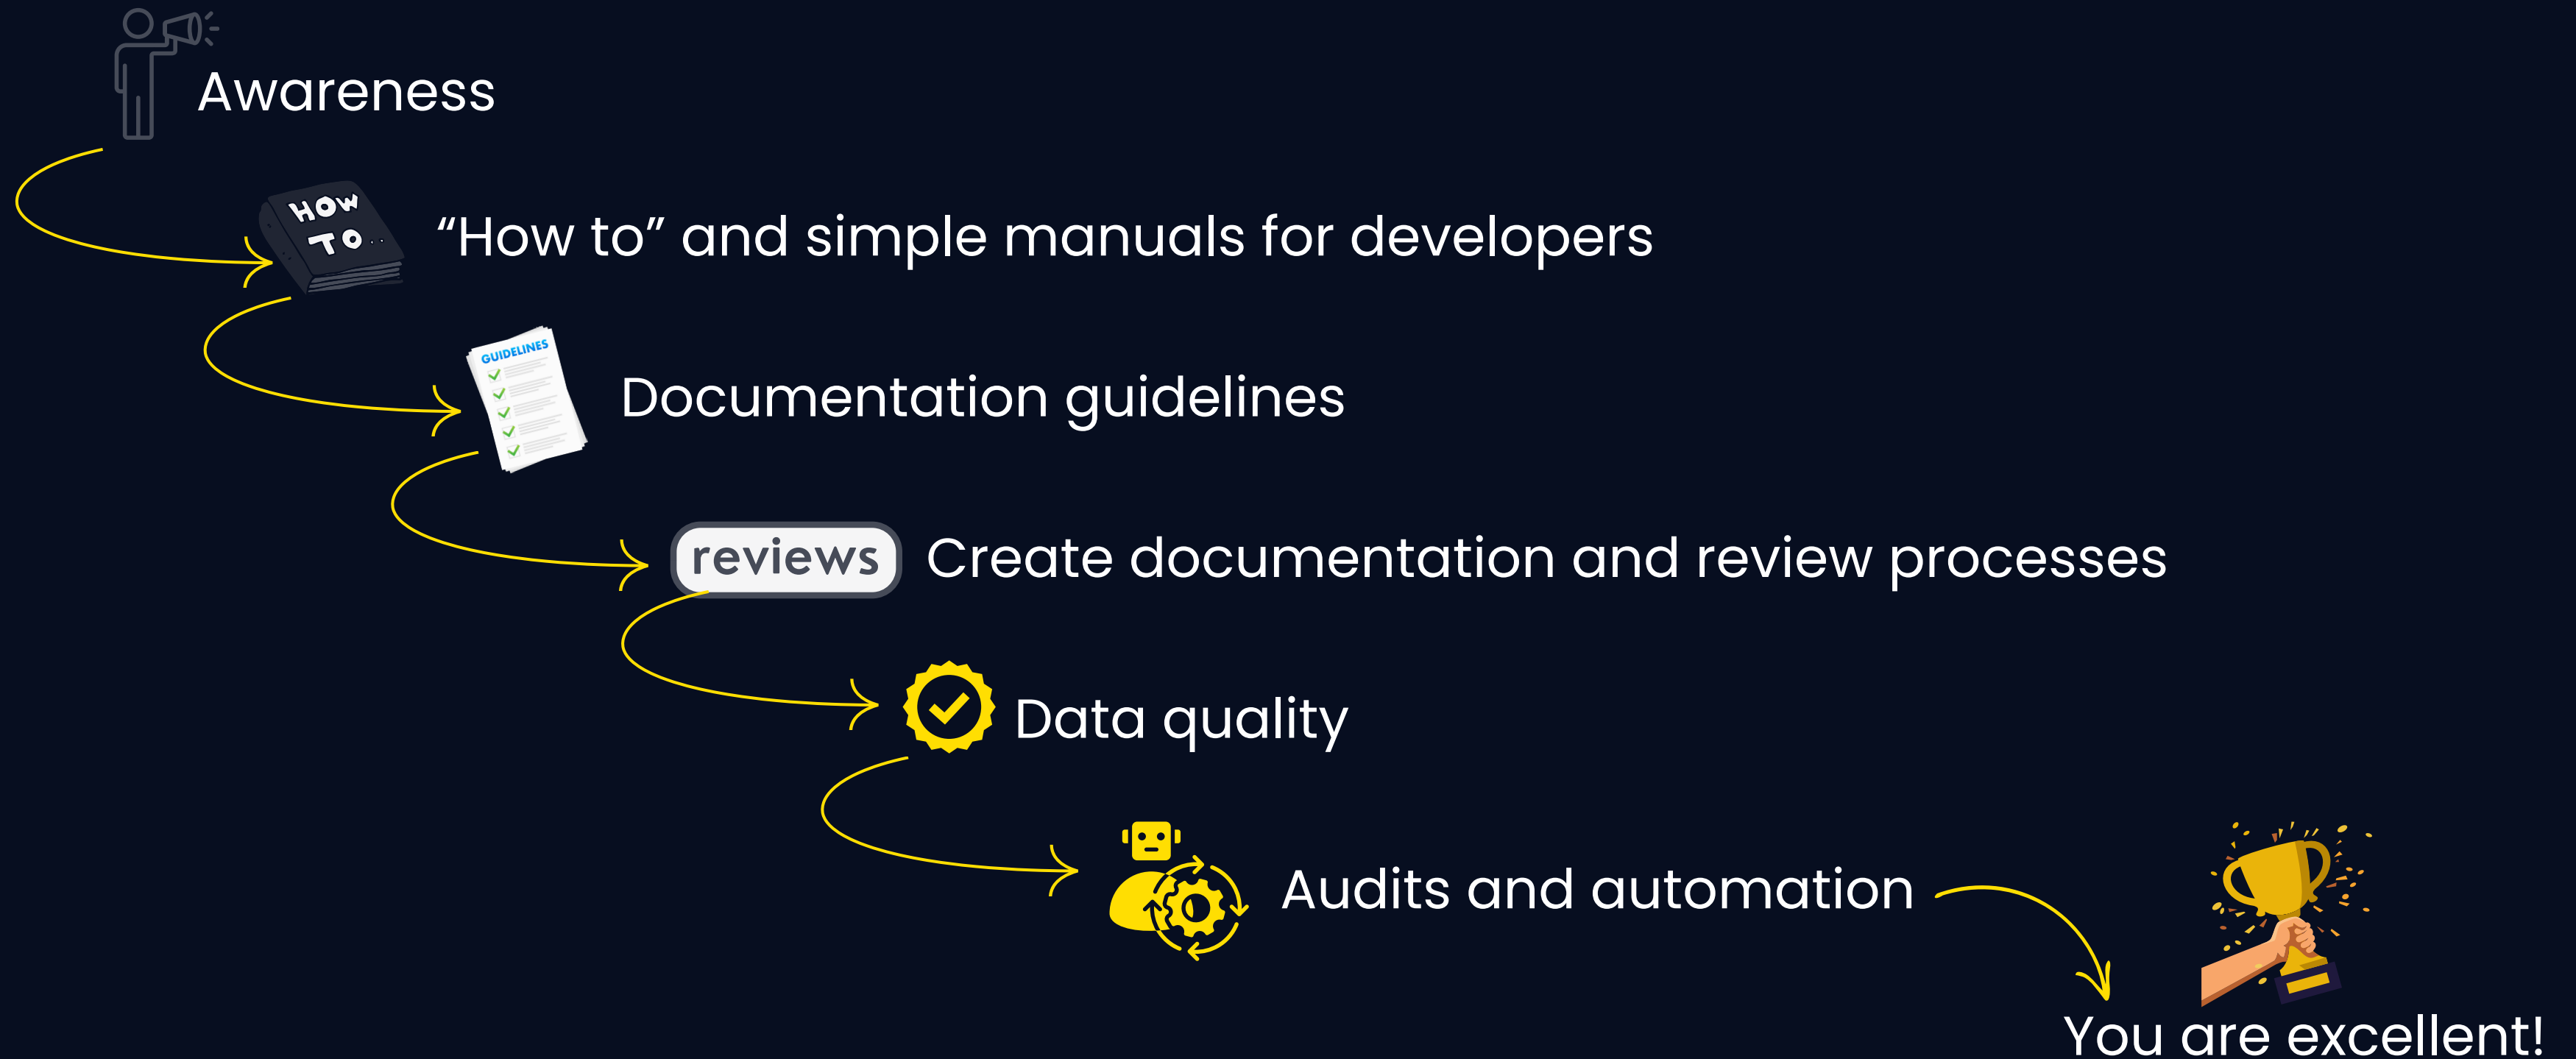 Awareness
HOW
TO..
“How to” and simple manuals for developers
GUIDELINES
Documentation guidelines
reviews
Create documentation and review processes
Data quality
Audits and automation
You are excellent!